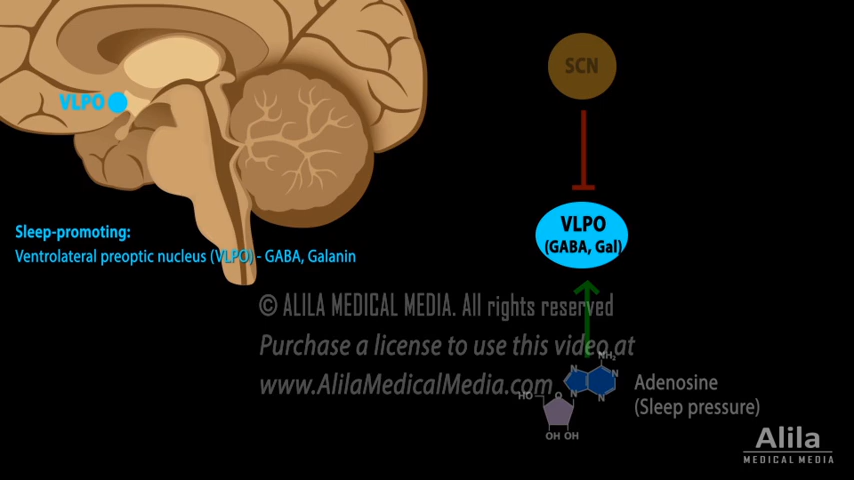 VLPO
Sleep-promoting:
Ventrolateral preoptic nucleus (VLPO) - GABA, Galanin
SCN
VLPO
(GABA, Gal)
© ALILA MEDICAL MEDIA. All rights reserved
Purchase a license to use this video at
www.AlilaMedicalMedia.com
NH₂
N
N
N
N
HO
O
OH OH
Adenosine
(Sleep pressure)
Alila
MEDICAL MEDIA